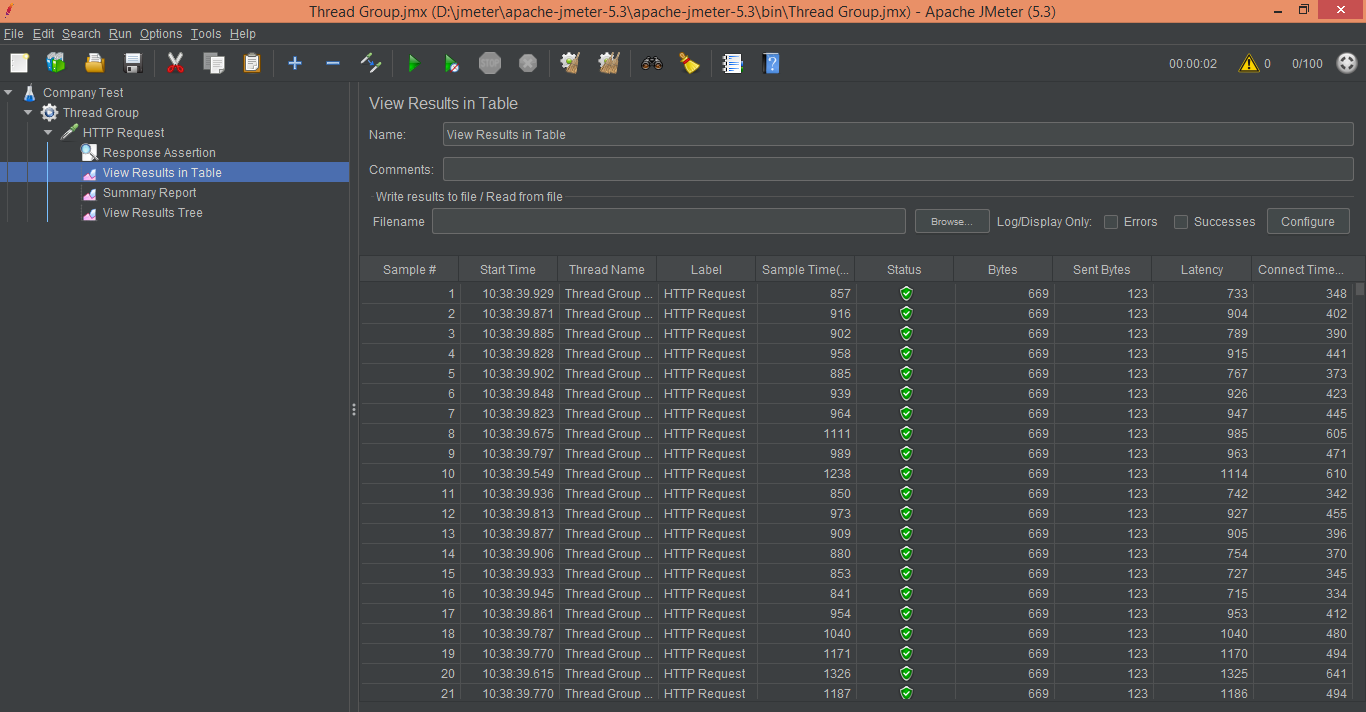 Thread Group.jmx (D:\jmeter\apache-jmeter-5.3\apache-jmeter-5.3\bin\Thread Group.jmx) - Apache JMeter (5.3)
File Edit Search Run Options Tools Help
STOP 00:00:02 0 0/100
Company Test
Thread Group
HTTP Request
Response Assertion
View Results in Table
Summary Report
View Results Tree
View Results in Table
Name: View Results in Table
Comments:
Write results to file / Read from file
Filename Browse... Log/Display Only: Errors Successes Configure
Sample # Start Time Thread Name Label Sample Time(... Status Bytes Sent Bytes Latency Connect Time...
1 10:38:39.929 Thread Group ... HTTP Request 857 669 123 733 348
2 10:38:39.871 Thread Group ... HTTP Request 916 669 123 904 402
3 10:38:39.885 Thread Group ... HTTP Request 902 669 123 789 390
4 10:38:39.828 Thread Group ... HTTP Request 958 669 123 915 441
5 10:38:39.902 Thread Group ... HTTP Request 885 669 123 767 373
6 10:38:39.848 Thread Group ... HTTP Request 939 669 123 926 423
7 10:38:39.823 Thread Group ... HTTP Request 964 669 123 947 445
8 10:38:39.675 Thread Group ... HTTP Request 1111 669 123 985 605
9 10:38:39.797 Thread Group ... HTTP Request 989 669 123 963 471
10 10:38:39.549 Thread Group ... HTTP Request 1238 669 123 1114 610
11 10:38:39.936 Thread Group ... HTTP Request 850 669 123 742 342
12 10:38:39.813 Thread Group ... HTTP Request 973 669 123 927 455
13 10:38:39.877 Thread Group ... HTTP Request 909 669 123 905 396
14 10:38:39.906 Thread Group ... HTTP Request 880 669 123 754 370
15 10:38:39.933 Thread Group ... HTTP Request 853 669 123 727 345
16 10:38:39.945 Thread Group ... HTTP Request 841 669 123 715 334
17 10:38:39.861 Thread Group ... HTTP Request 954 669 123 953 412
18 10:38:39.787 Thread Group ... HTTP Request 1040 669 123 1040 480
19 10:38:39.770 Thread Group ... HTTP Request 1171 669 123 1170 494
20 10:38:39.615 Thread Group ... HTTP Request 1326 669 123 1325 641
21 10:38:39.770 Thread Group ... HTTP Request 1187 669 123 1186 494